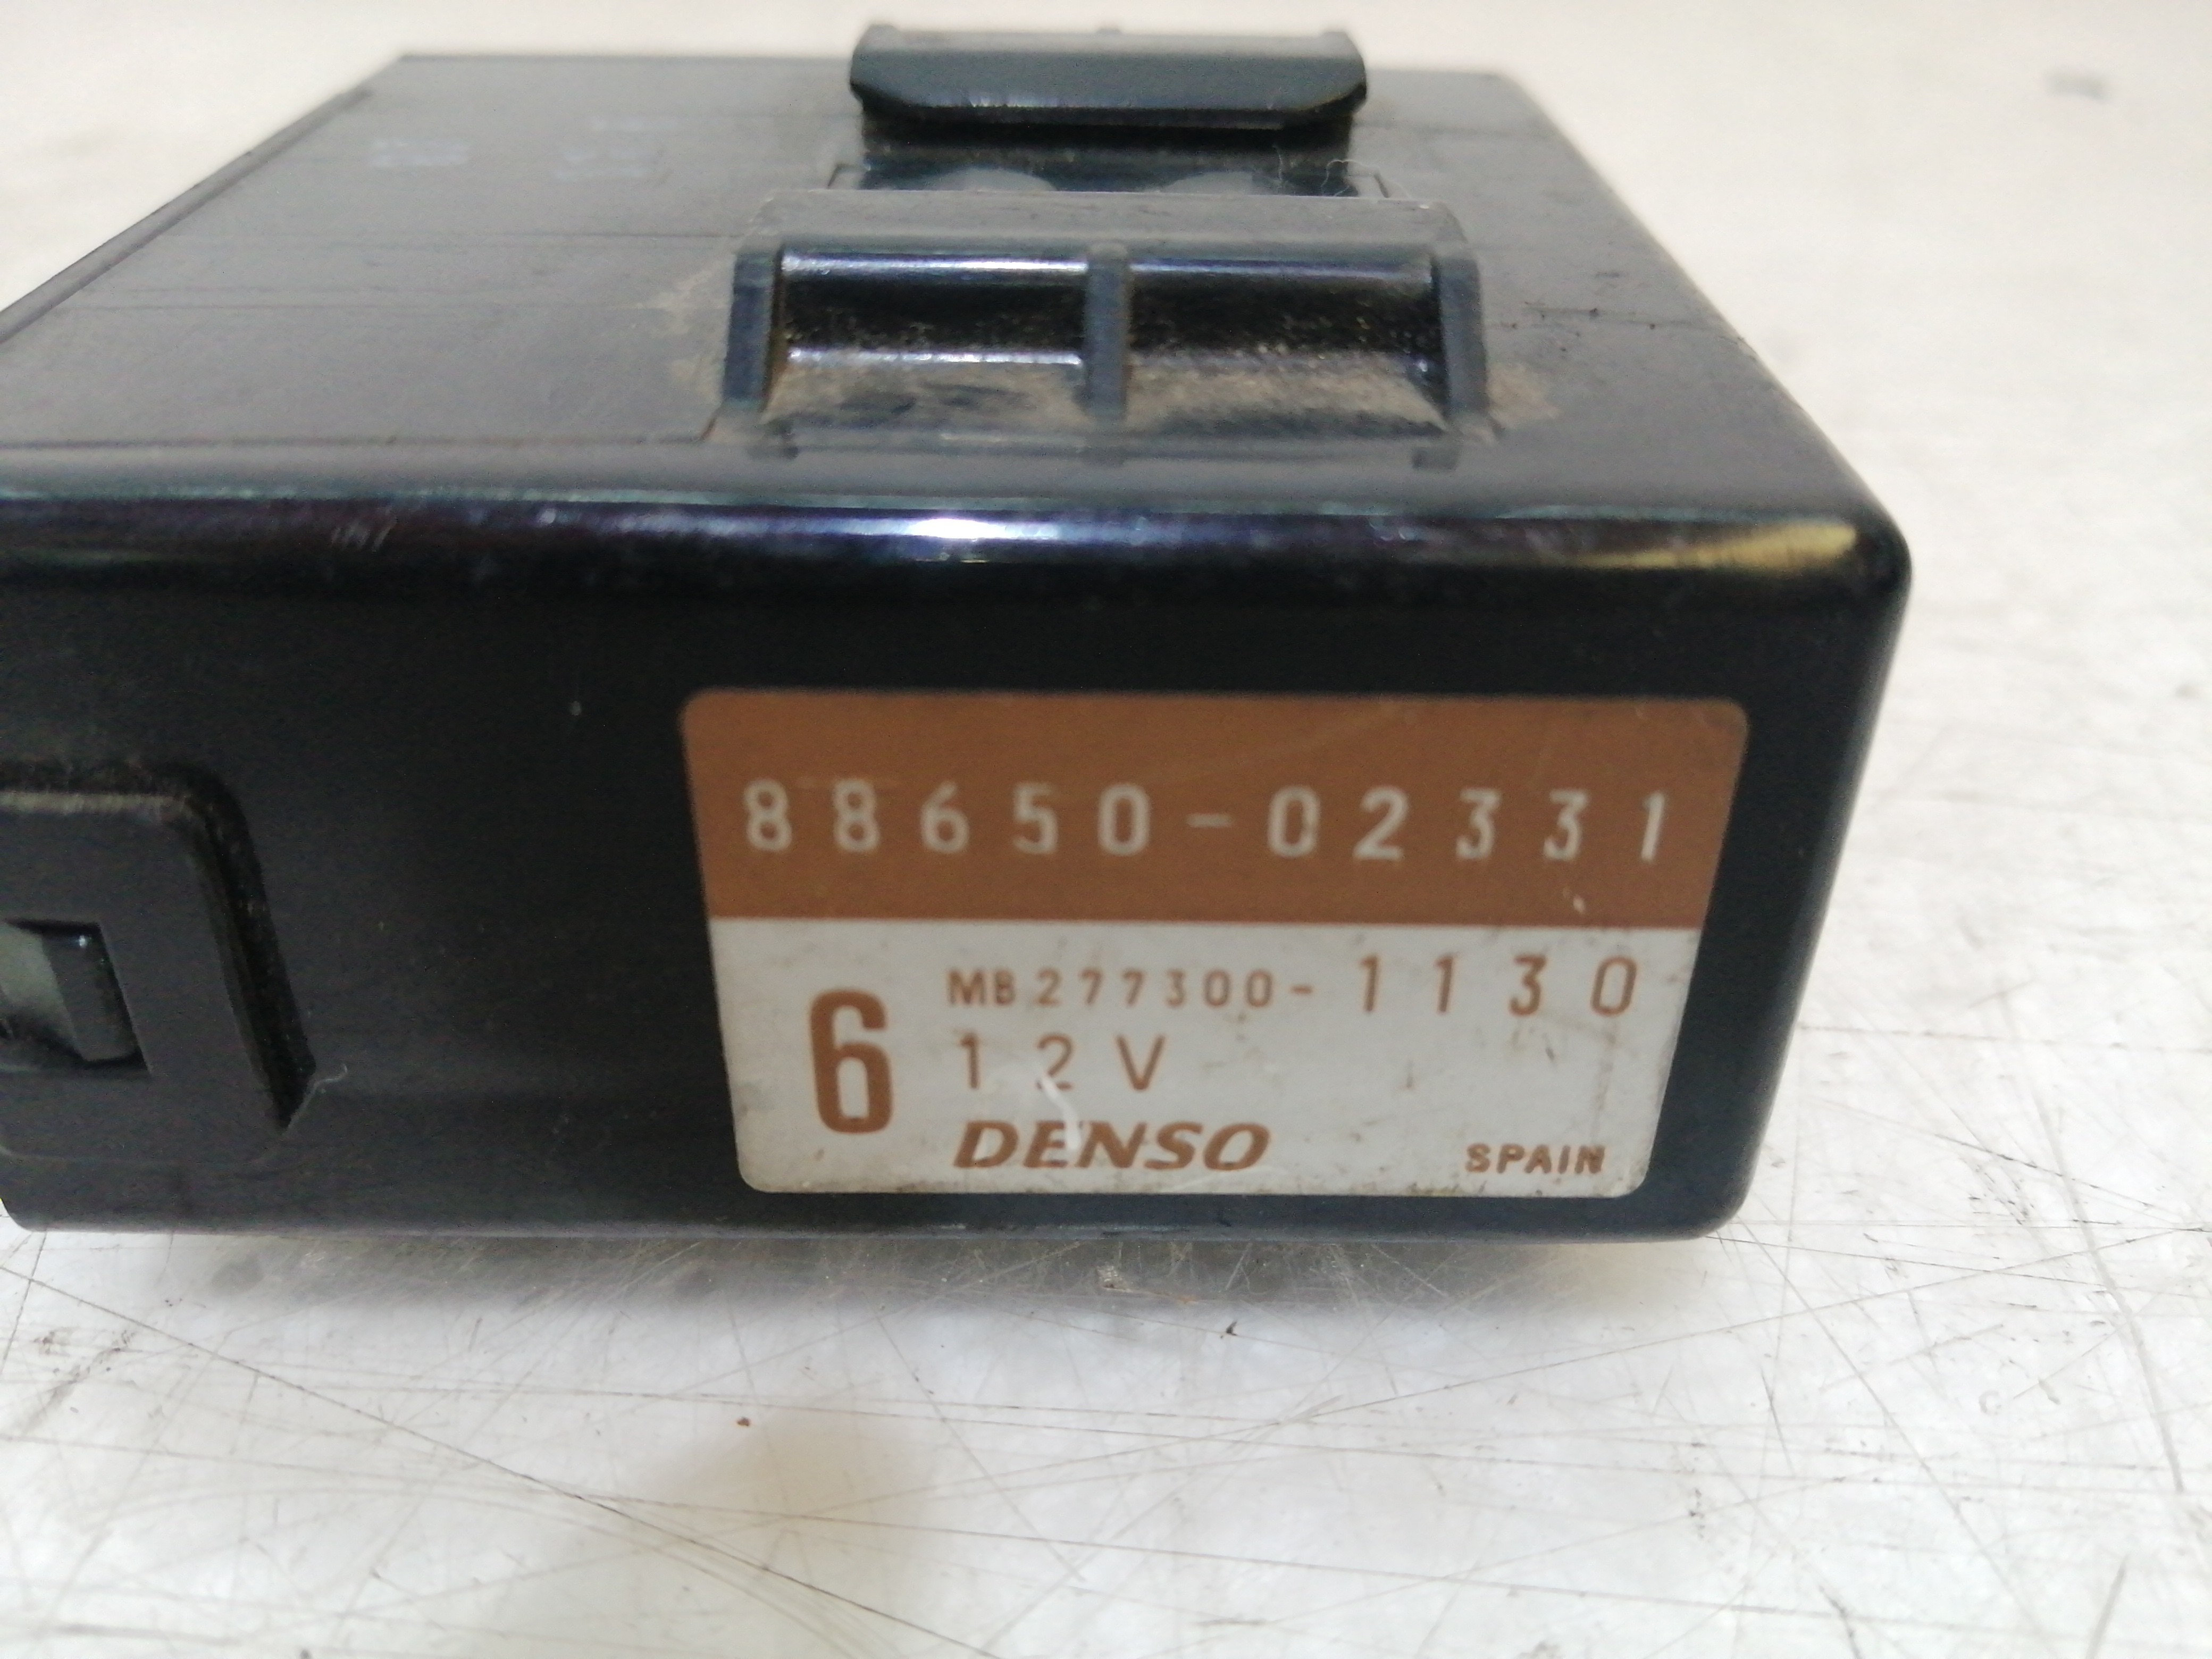 88650-02331
6
MB277300-1130
12V
DENSO
SPAIN